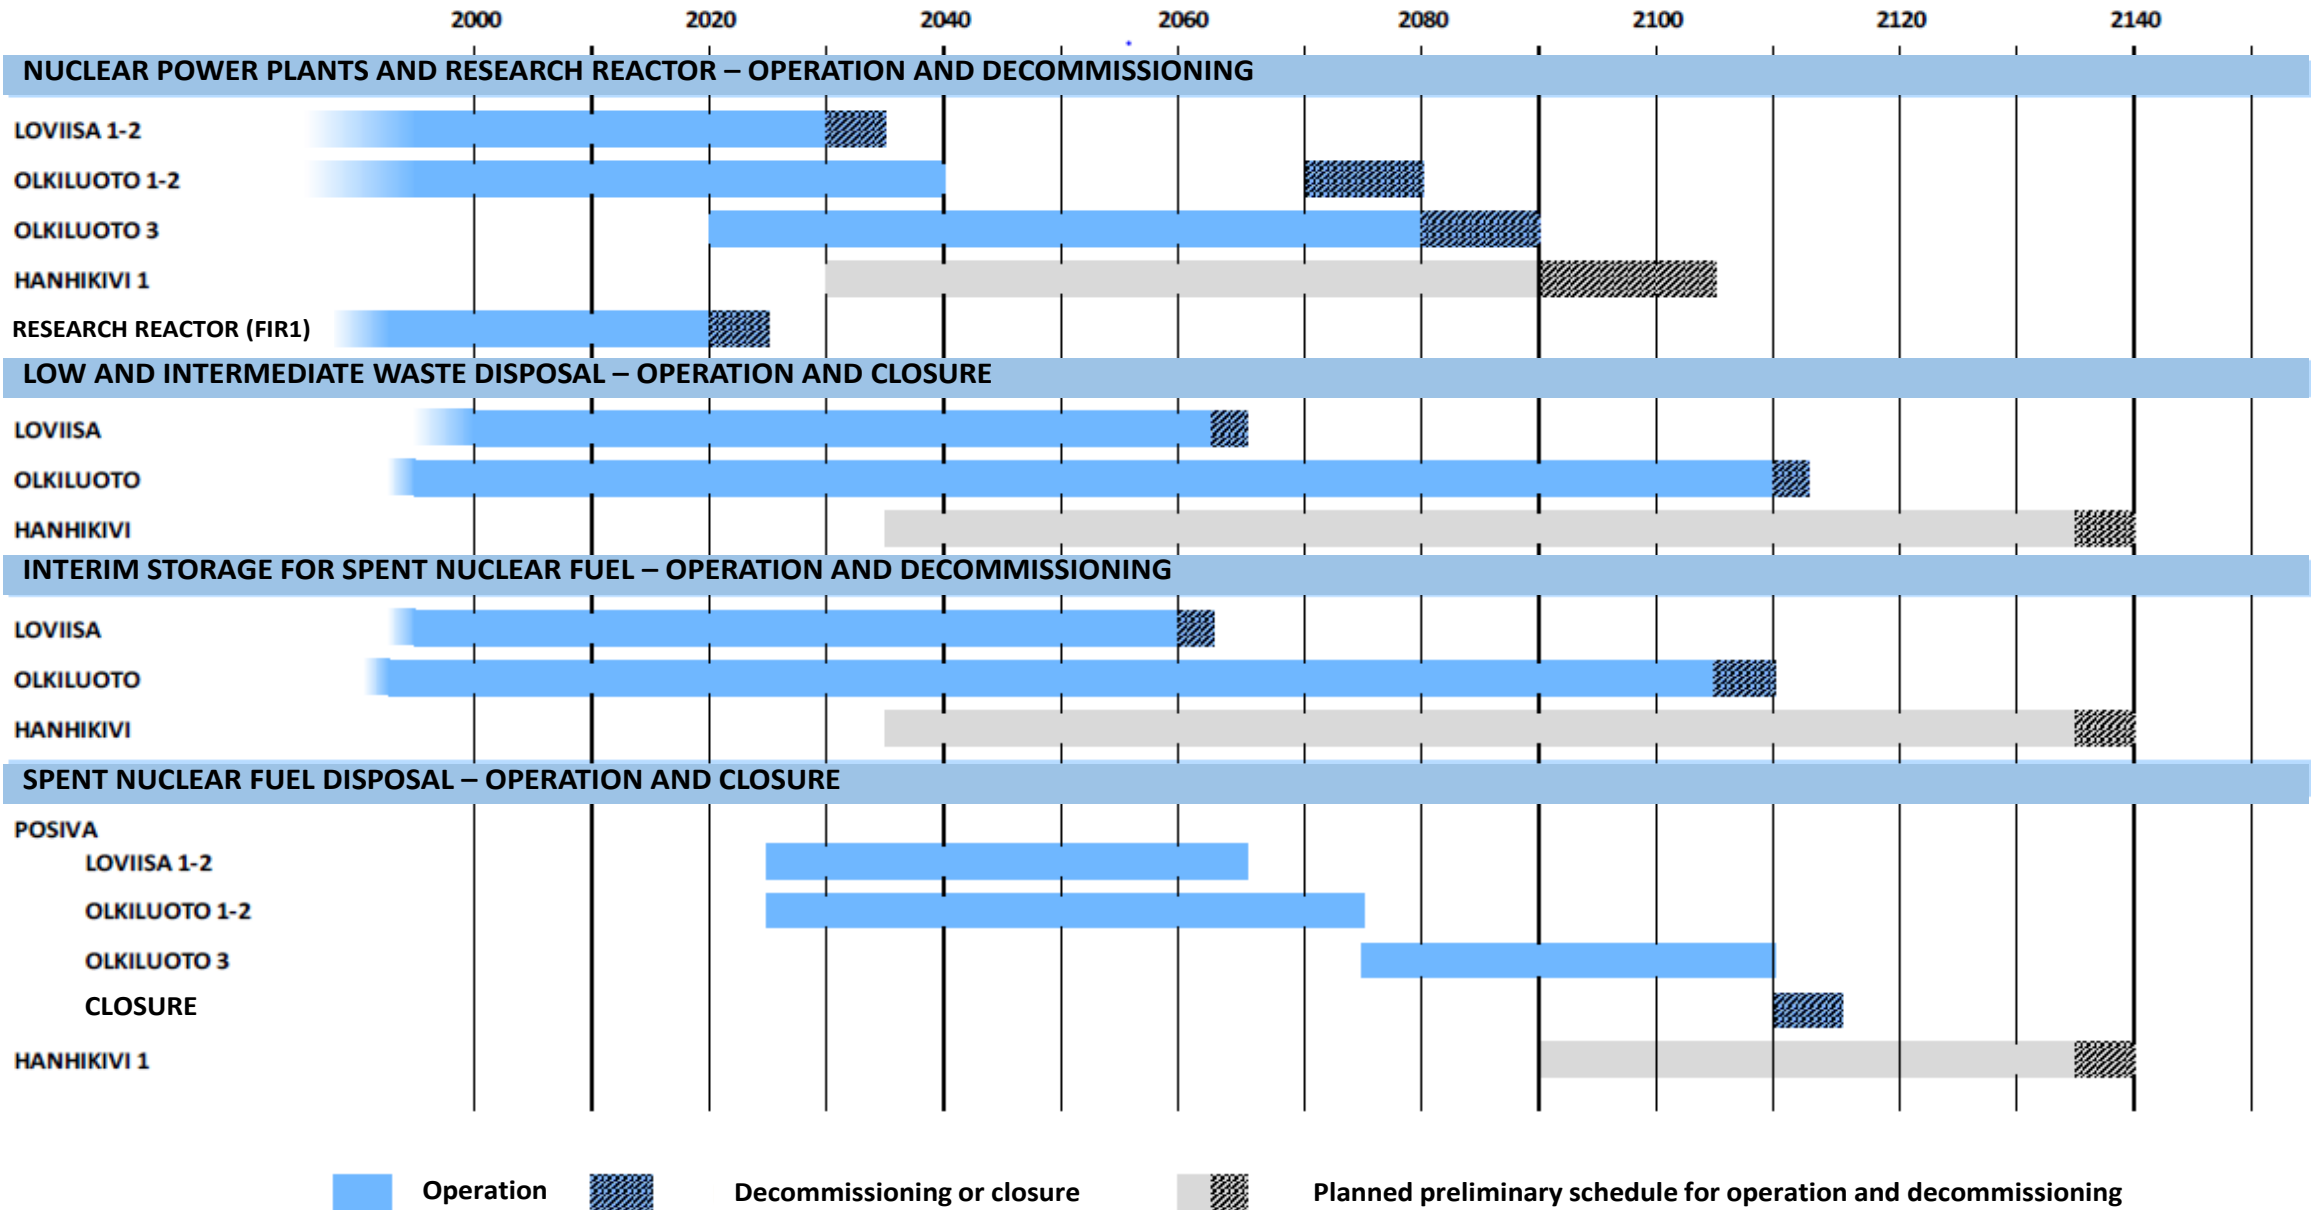 2000 2020 2040 2060 2080 2100 2120 2140
NUCLEAR POWER PLANTS AND RESEARCH REACTOR – OPERATION AND DECOMMISSIONING
LOVIISA 1-2
OLKILUOTO 1-2
OLKILUOTO 3
HANHIKIVI 1
RESEARCH REACTOR (FIR1)
LOW AND INTERMEDIATE WASTE DISPOSAL – OPERATION AND CLOSURE
LOVIISA
OLKILUOTO
HANHIKIVI
INTERIM STORAGE FOR SPENT NUCLEAR FUEL – OPERATION AND DECOMMISSIONING
LOVIISA
OLKILUOTO
HANHIKIVI
SPENT NUCLEAR FUEL DISPOSAL – OPERATION AND CLOSURE
POSIVA
LOVIISA 1-2
OLKILUOTO 1-2
OLKILUOTO 3
CLOSURE
HANHIKIVI 1
Operation Decommissioning or closure Planned preliminary schedule for operation and decommissioning